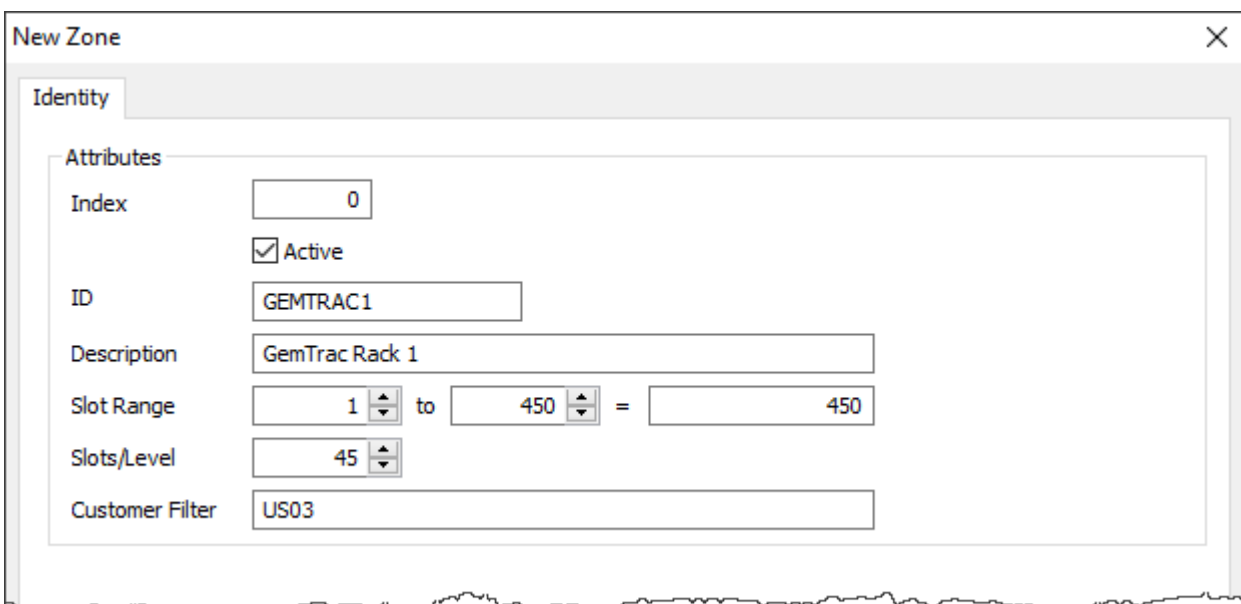 New Zone
Identity
Attributes
Index 0
Active
ID GEMTRAC1
Description GemTrac Rack 1
Slot Range 1 to 450 = 450
Slots/Level 45
Customer Filter US03